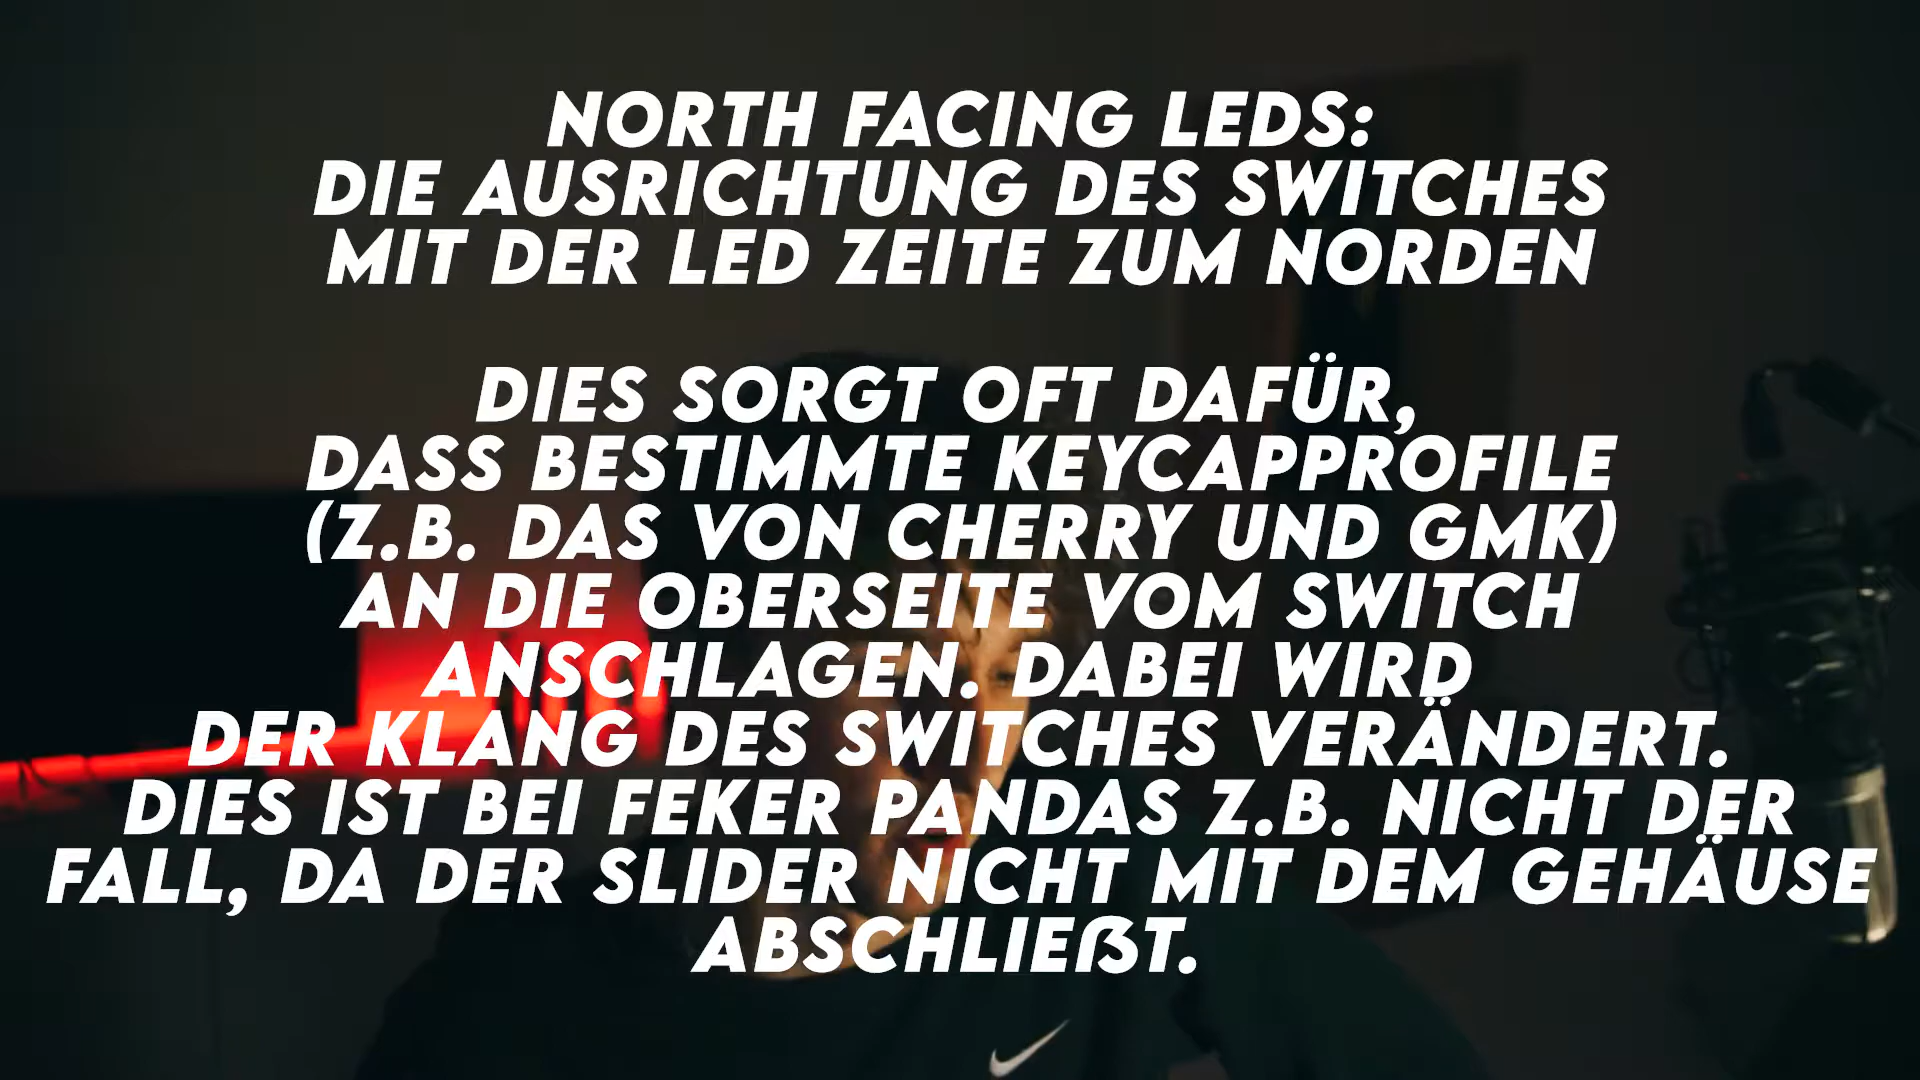 NORTH FACING LEDS:
DIE AUSRICHTUNG DES SWITCHES
MIT DER LED ZEITE ZUM NORDEN
DIES SORGT OFT DAFÜR,
DASS BESTIMMTE KEYCAPPROFILE
(Z.B. DAS VON CHERRY UND GMK)
AN DIE OBERSEITE VOM SWITCH
ANSCHLAGEN. DABEI WIRD
DER KLANG DES SWITCHES VERÄNDERT.
DIES IST BEI FEKER PANDAS Z.B. NICHT DER
FALL, DA DER SLIDER NICHT MIT DEM GEHÄUSE
ABSCHLIEßT.